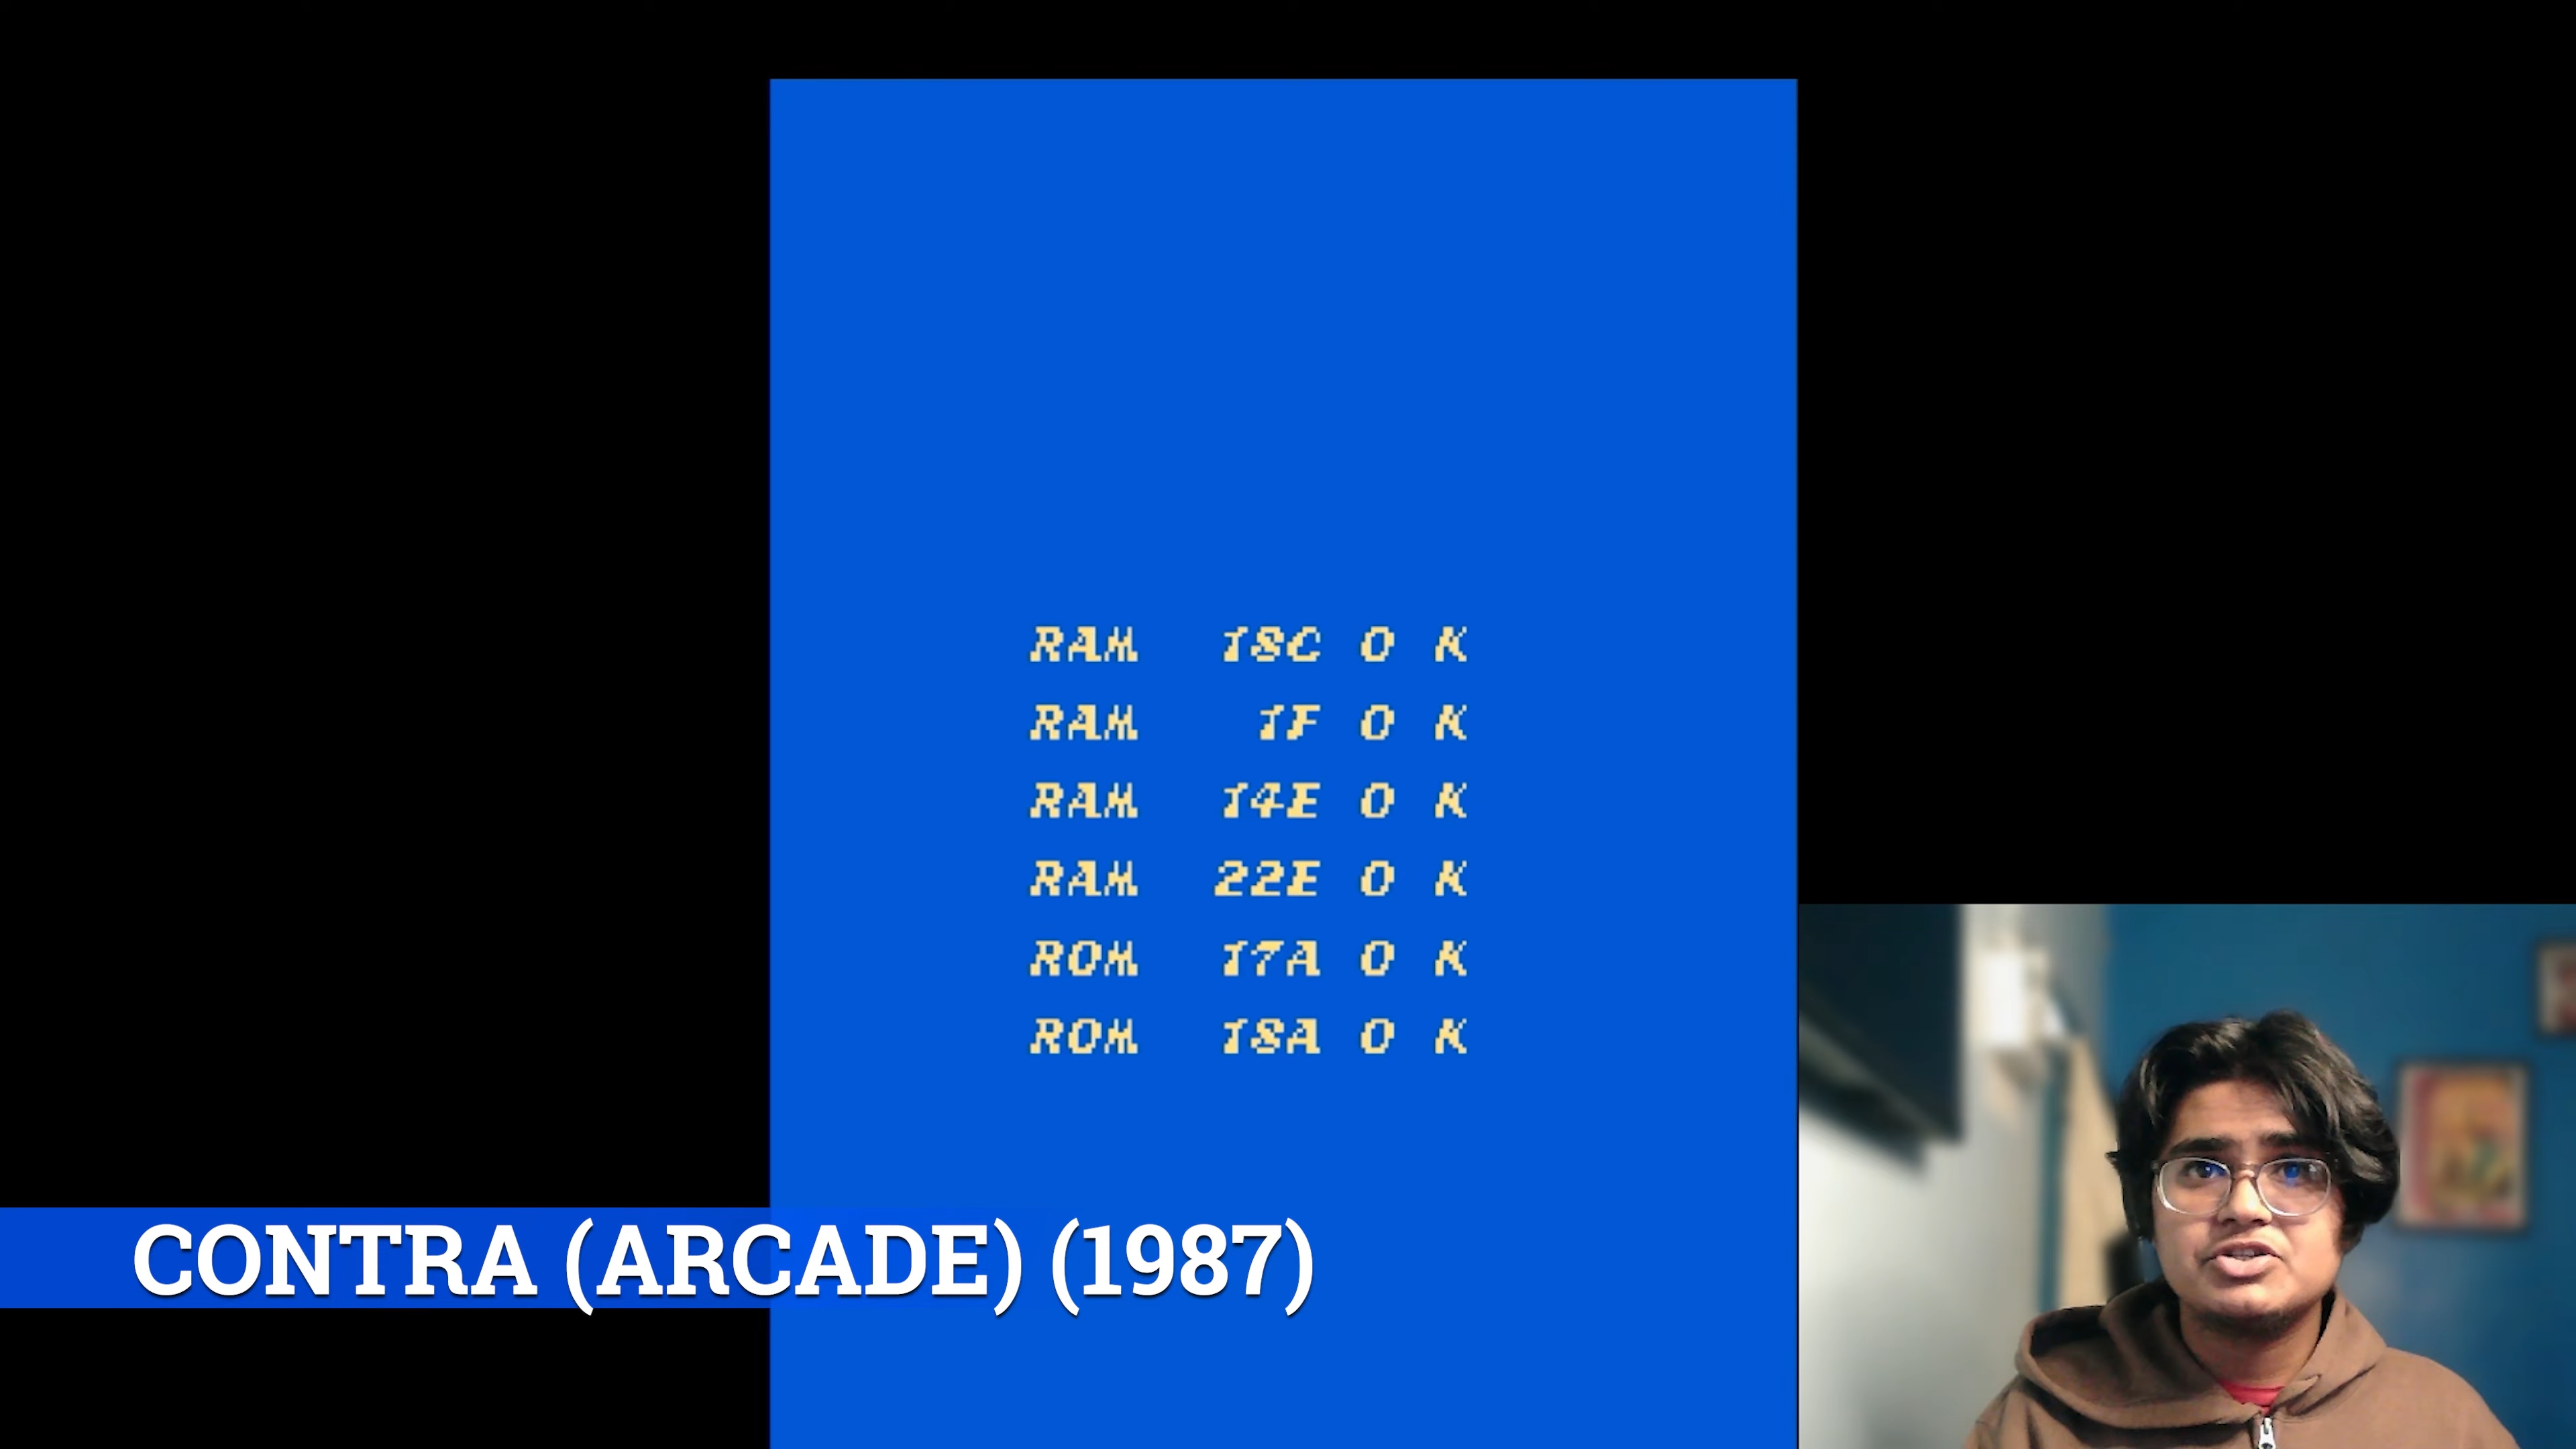 RAM 18C O K
RAM 1F O K
RAM 14E O K
RAM 22E O K
ROM 17A O K
ROM 18A O K
CONTRA (ARCADE) (1987)